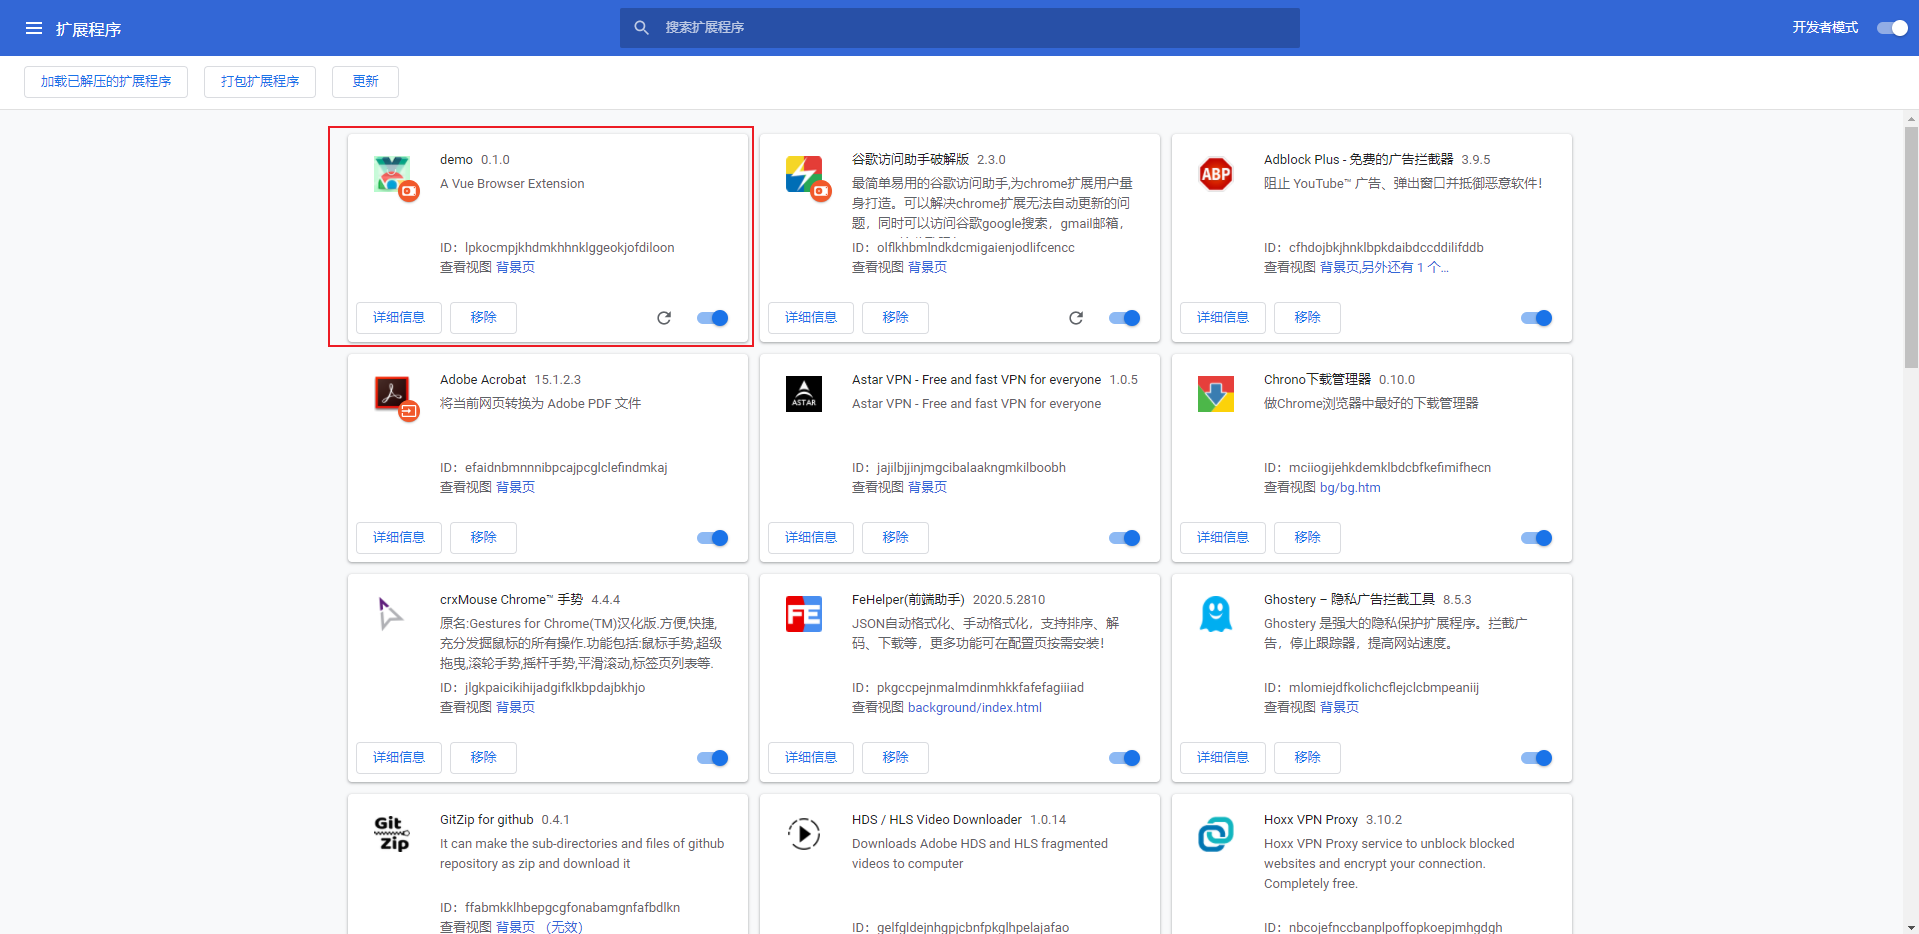 扩展程序
搜索扩展程序
开发者模式
加载已解压的扩展程序
打包扩展程序
更新
demo 0.1.0
A Vue Browser Extension
ID：lpkocmpjkhdmkhhnklggeokjofdiloon
查看视图 背景页
详细信息
移除
谷歌访问助手破解版 2.3.0
最简单易用的谷歌访问助手,为chrome扩展用户量
身打造。可以解决chrome扩展无法自动更新的问
题，同时可以访问谷歌google搜索，gmail邮箱，
ID：olflkhbmlndkdcmigaienjodlifcencc
查看视图 背景页
详细信息
移除
Adblock Plus - 免费的广告拦截器 3.9.5
阻止 YouTube™ 广告、弹出窗口并抵御恶意软件！
ID：cfhdojbkjhnklbpkdaibdccddilifddb
查看视图 背景页,另外还有 1 个...
详细信息
移除
ABP
Adobe Acrobat 15.1.2.3
将当前网页转换为 Adobe PDF 文件
ID：efaidnbmnnnibpcajpcglclefindmkaj
查看视图 背景页
详细信息
移除
ASTAR
Astar VPN - Free and fast VPN for everyone 1.0.5
Astar VPN - Free and fast VPN for everyone
ID：jajilbjjinjmgcibalaakngmkilboobh
查看视图 背景页
详细信息
移除
Chrono下载管理器 0.10.0
做Chrome浏览器中最好的下载管理器
ID：mciiogijehkdemklbdcbfkefimifhecn
查看视图 bg/bg.htm
详细信息
移除
crxMouse Chrome™ 手势 4.4.4
原名:Gestures for Chrome(TM)汉化版.方便,快捷,
充分发掘鼠标的所有操作.功能包括:鼠标手势,超级
拖曳,滚轮手势,摇杆手势,平滑滚动,标签页列表等.
ID：jlgkpaicikihijadgifklkbpdajbkhjo
查看视图 背景页
详细信息
移除
FE
FeHelper(前端助手) 2020.5.2810
JSON自动格式化、手动格式化，支持排序、解
码、下载等，更多功能可在配置页按需安装！
ID：pkgccpejnmalmdinmhkkfafefagiiiad
查看视图 background/index.html
详细信息
移除
Ghostery – 隐私广告拦截工具 8.5.3
Ghostery 是强大的隐私保护扩展程序。拦截广
告，停止跟踪器，提高网站速度。
ID：mlomiejdfkolichcflejclcbmpeaniij
查看视图 背景页
详细信息
移除
Git
Zip
GitZip for github 0.4.1
It can make the sub-directories and files of github
repository as zip and download it
ID：ffabmkklhbepgcgfonabamgnfafbdlkn
查看视图 背景页 （无效）
HDS / HLS Video Downloader 1.0.14
Downloads Adobe HDS and HLS fragmented
videos to computer
ID：gelfgldejnhgpjcbnfpkglhpelajafao
Hoxx VPN Proxy 3.10.2
Hoxx VPN Proxy service to unblock blocked
websites and encrypt your connection.
Completely free.
ID：nbcojefnccbanplpoffopkoepjmhgdgh